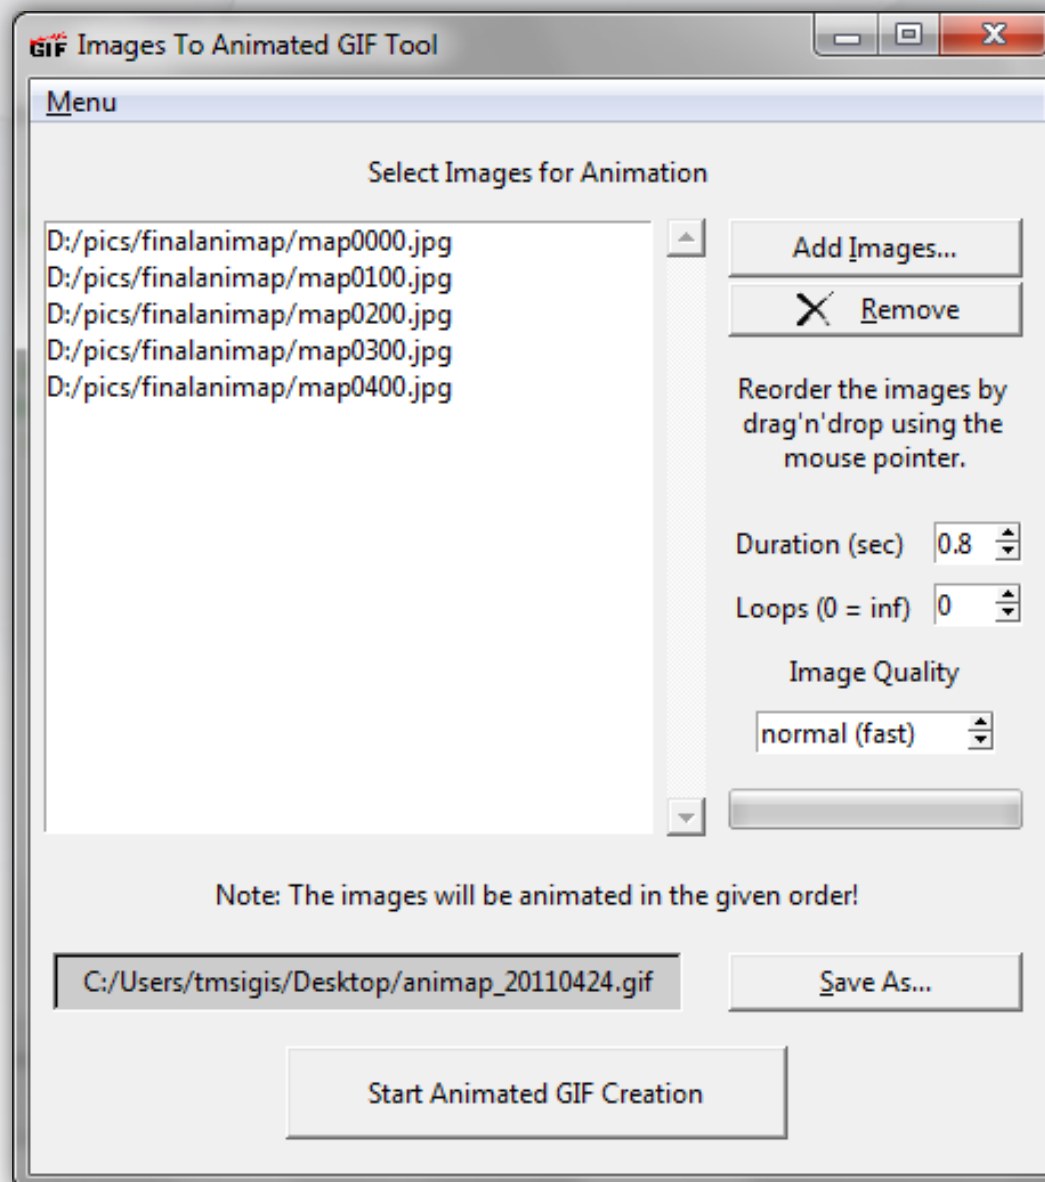 GIF Images To Animated GIF Tool
Menu
Select Images for Animation
D:/pics/finalanimap/map0000.jpg
D:/pics/finalanimap/map0100.jpg
D:/pics/finalanimap/map0200.jpg
D:/pics/finalanimap/map0300.jpg
D:/pics/finalanimap/map0400.jpg
Add Images...
Remove
Reorder the images by
drag'n'drop using the
mouse pointer.
Duration (sec) 0.8
Loops (0 = inf) 0
Image Quality
normal (fast)
Note: The images will be animated in the given order!
C:/Users/tmsigis/Desktop/animap_20110424.gif
Save As...
Start Animated GIF Creation